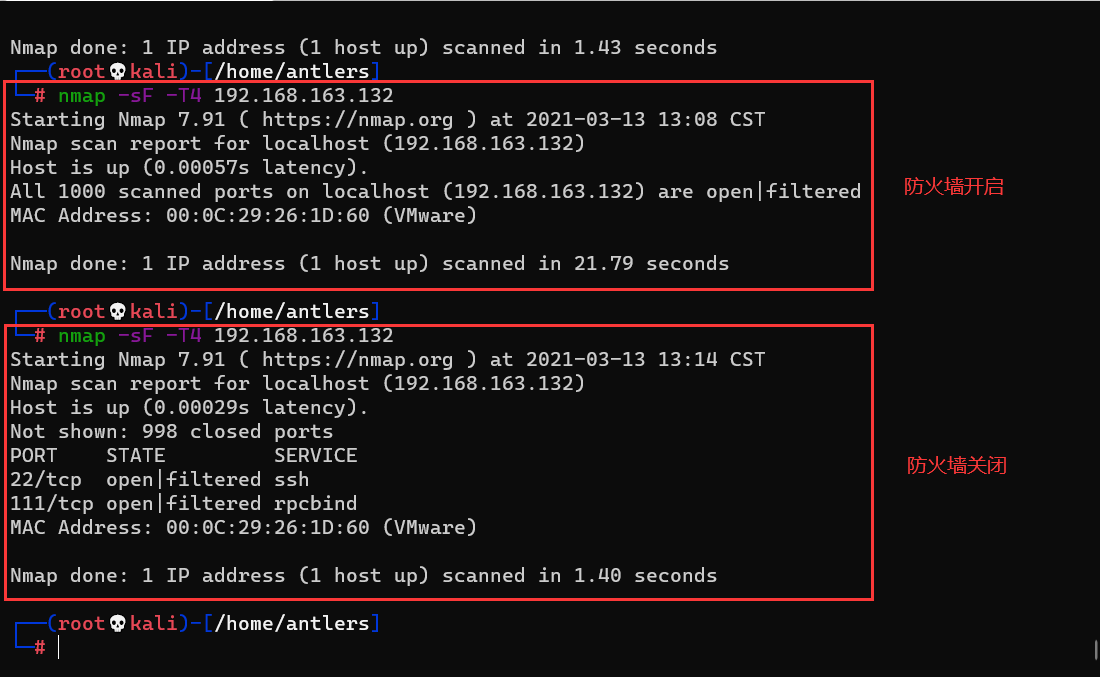 Nmap done: 1 IP address (1 host up) scanned in 1.43 seconds
┌──(root💀kali)-[/home/antlers]
└─# nmap -sF -T4 192.168.163.132
Starting Nmap 7.91 ( https://nmap.org ) at 2021-03-13 13:08 CST
Nmap scan report for localhost (192.168.163.132)
Host is up (0.00057s latency).
All 1000 scanned ports on localhost (192.168.163.132) are open|filtered
防火墙开启
MAC Address: 00:0C:29:26:1D:60 (VMware)
Nmap done: 1 IP address (1 host up) scanned in 21.79 seconds
┌──(root💀kali)-[/home/antlers]
└─# nmap -sF -T4 192.168.163.132
Starting Nmap 7.91 ( https://nmap.org ) at 2021-03-13 13:14 CST
Nmap scan report for localhost (192.168.163.132)
Host is up (0.00029s latency).
Not shown: 998 closed ports
PORT    STATE         SERVICE
22/tcp  open|filtered ssh
防火墙关闭
111/tcp open|filtered rpcbind
MAC Address: 00:0C:29:26:1D:60 (VMware)
Nmap done: 1 IP address (1 host up) scanned in 1.40 seconds
┌──(root💀kali)-[/home/antlers]
└─#